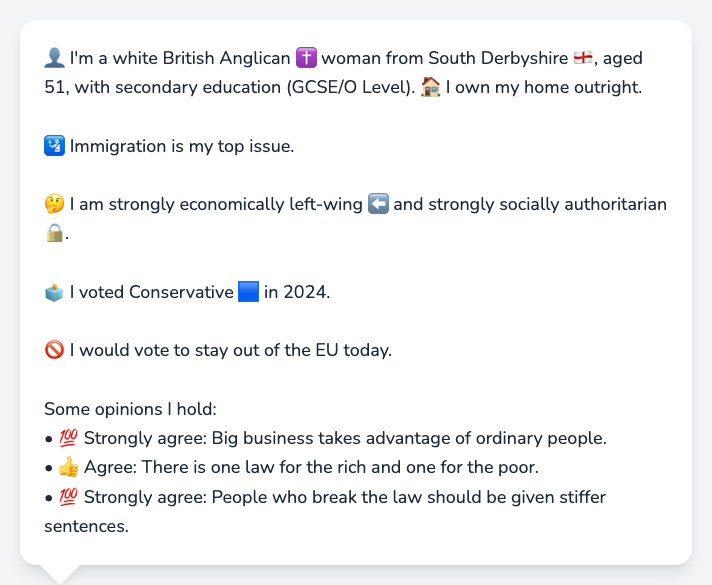 👤 I'm a white British Anglican ✝️ woman from South Derbyshire 🏴󠁧󠁢󠁥󠁮󠁧󠁿, aged
51, with secondary education (GCSE/O Level). 🏠 I own my home outright.
🛂 Immigration is my top issue.
🤔 I am strongly economically left-wing ⬅️ and strongly socially authoritarian
🔒.
🗳️ I voted Conservative 🟦 in 2024.
🚫 I would vote to stay out of the EU today.
Some opinions I hold:
• 💯 Strongly agree: Big business takes advantage of ordinary people.
• 👍 Agree: There is one law for the rich and one for the poor.
• 💯 Strongly agree: People who break the law should be given stiffer
sentences.